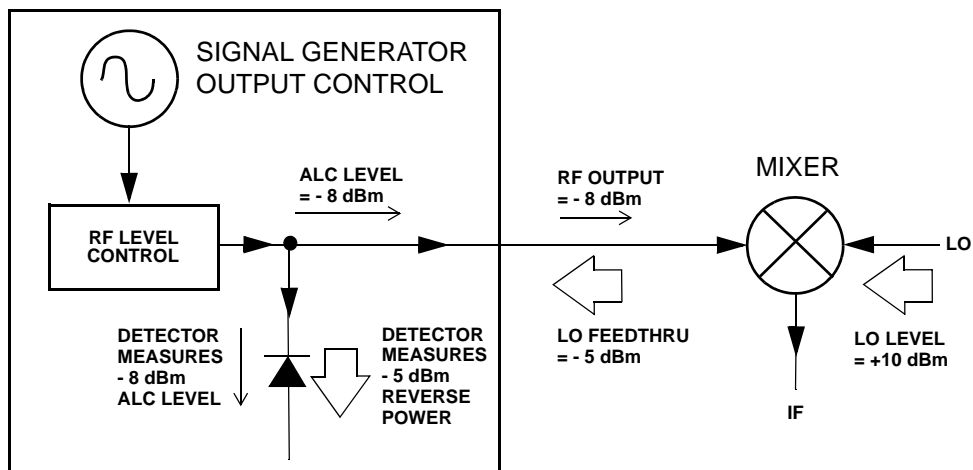 SIGNAL GENERATOR
OUTPUT CONTROL
ALC LEVEL
= - 8 dBm
RF OUTPUT
= - 8 dBm
MIXER
RF LEVEL
CONTROL
LO
DETECTOR
MEASURES
- 8 dBm
ALC LEVEL
DETECTOR
MEASURES
- 5 dBm
REVERSE
POWER
LO FEEDTHRU
= - 5 dBm
LO LEVEL
= +10 dBm
IF